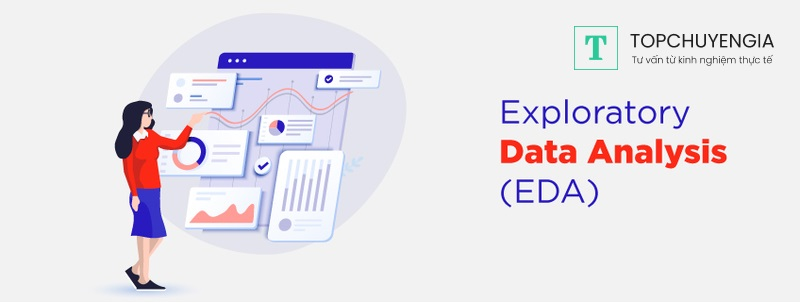 T
TOPCHUYENGIA
Tư vấn từ kinh nghiệm thực tế
Exploratory
Data Analysis
(EDA)